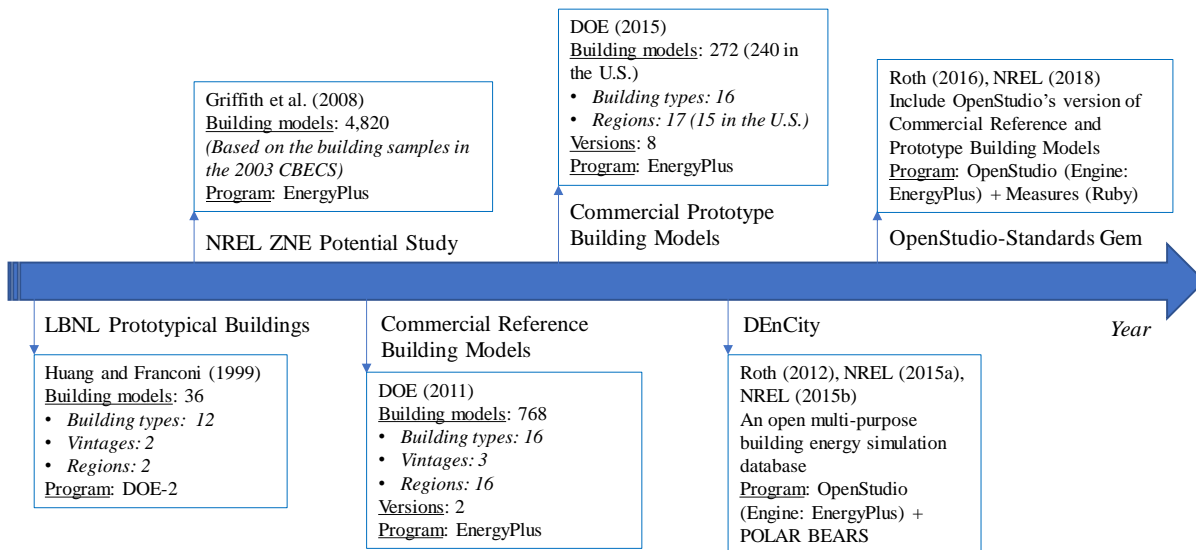 Griffith et al. (2008)
Building models: 4,820
(Based on the building samples in
the 2003 CBECS)
Program: EnergyPlus
NREL ZNE Potential Study
DOE (2015)
Building models: 272 (240 in
the U.S.)
• Building types: 16
• Regions: 17 (15 in the U.S.)
Versions: 8
Program: EnergyPlus
Commercial Prototype
Building Models
Roth (2016), NREL (2018)
Include OpenStudio's version of
Commercial Reference and
Prototype Building Models
Program: OpenStudio (Engine:
EnergyPlus) + Measures (Ruby)
OpenStudio-Standards Gem
LBNL Prototypical Buildings
Huang and Franconi (1999)
Building models: 36
• Building types: 12
• Vintages: 2
• Regions: 2
Program: DOE-2
Commercial Reference
Building Models
DOE (2011)
Building models: 768
• Building types: 16
• Vintages: 3
• Regions: 16
Versions: 2
Program: EnergyPlus
DEnCity
Roth (2012), NREL (2015a),
NREL (2015b)
An open multi-purpose
building energy simulation
database
Program: OpenStudio
(Engine: EnergyPlus) +
POLAR BEARS
Year